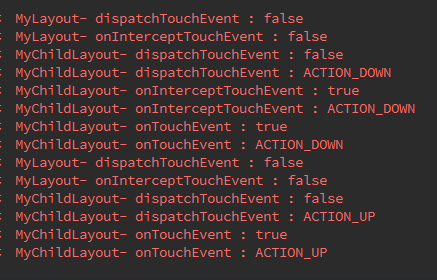 MyLayout- dispatchTouchEvent : false
MyLayout- onInterceptTouchEvent : false
MyChildLayout- dispatchTouchEvent : false
MyChildLayout- dispatchTouchEvent : ACTION_DOWN
MyChildLayout- onInterceptTouchEvent : true
MyChildLayout- onInterceptTouchEvent : ACTION_DOWN
MyChildLayout- onTouchEvent : true
MyChildLayout- onTouchEvent : ACTION_DOWN
MyLayout- dispatchTouchEvent : false
MyLayout- onInterceptTouchEvent : false
MyChildLayout- dispatchTouchEvent : false
MyChildLayout- dispatchTouchEvent : ACTION_UP
MyChildLayout- onTouchEvent : true
MyChildLayout- onTouchEvent : ACTION_UP